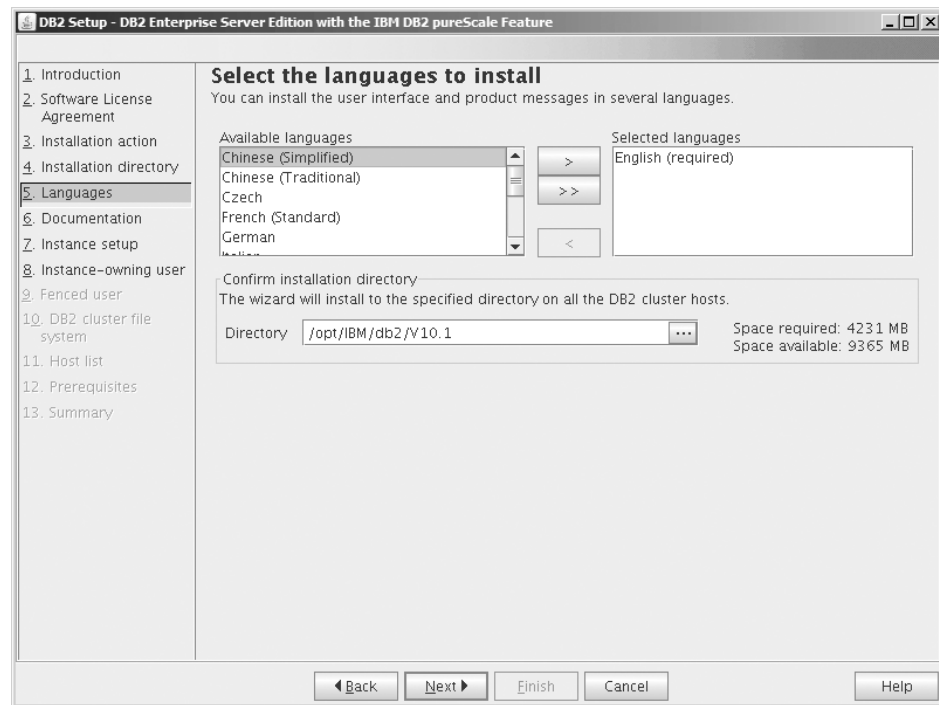 DB2 Setup - DB2 Enterprise Server Edition with the IBM DB2 pureScale Feature
1. Introduction
2. Software License
Agreement
3. Installation action
4. Installation directory
5. Languages
6. Documentation
7. Instance setup
8. Instance-owning user
9. Fenced user
10. DB2 cluster file
system
11. Host list
12. Prerequisites
13. Summary
Select the languages to install
You can install the user interface and product messages in several languages.
Available languages
Chinese (Simplified)
Chinese (Traditional)
Czech
French (Standard)
German
>
>>
<
Selected languages
English (required)
Confirm installation directory
The wizard will install to the specified directory on all the DB2 cluster hosts.
Directory /opt/IBM/db2/V10.1 ...
Space required: 4231 MB
Space available: 9365 MB
Back Next Finish Cancel Help